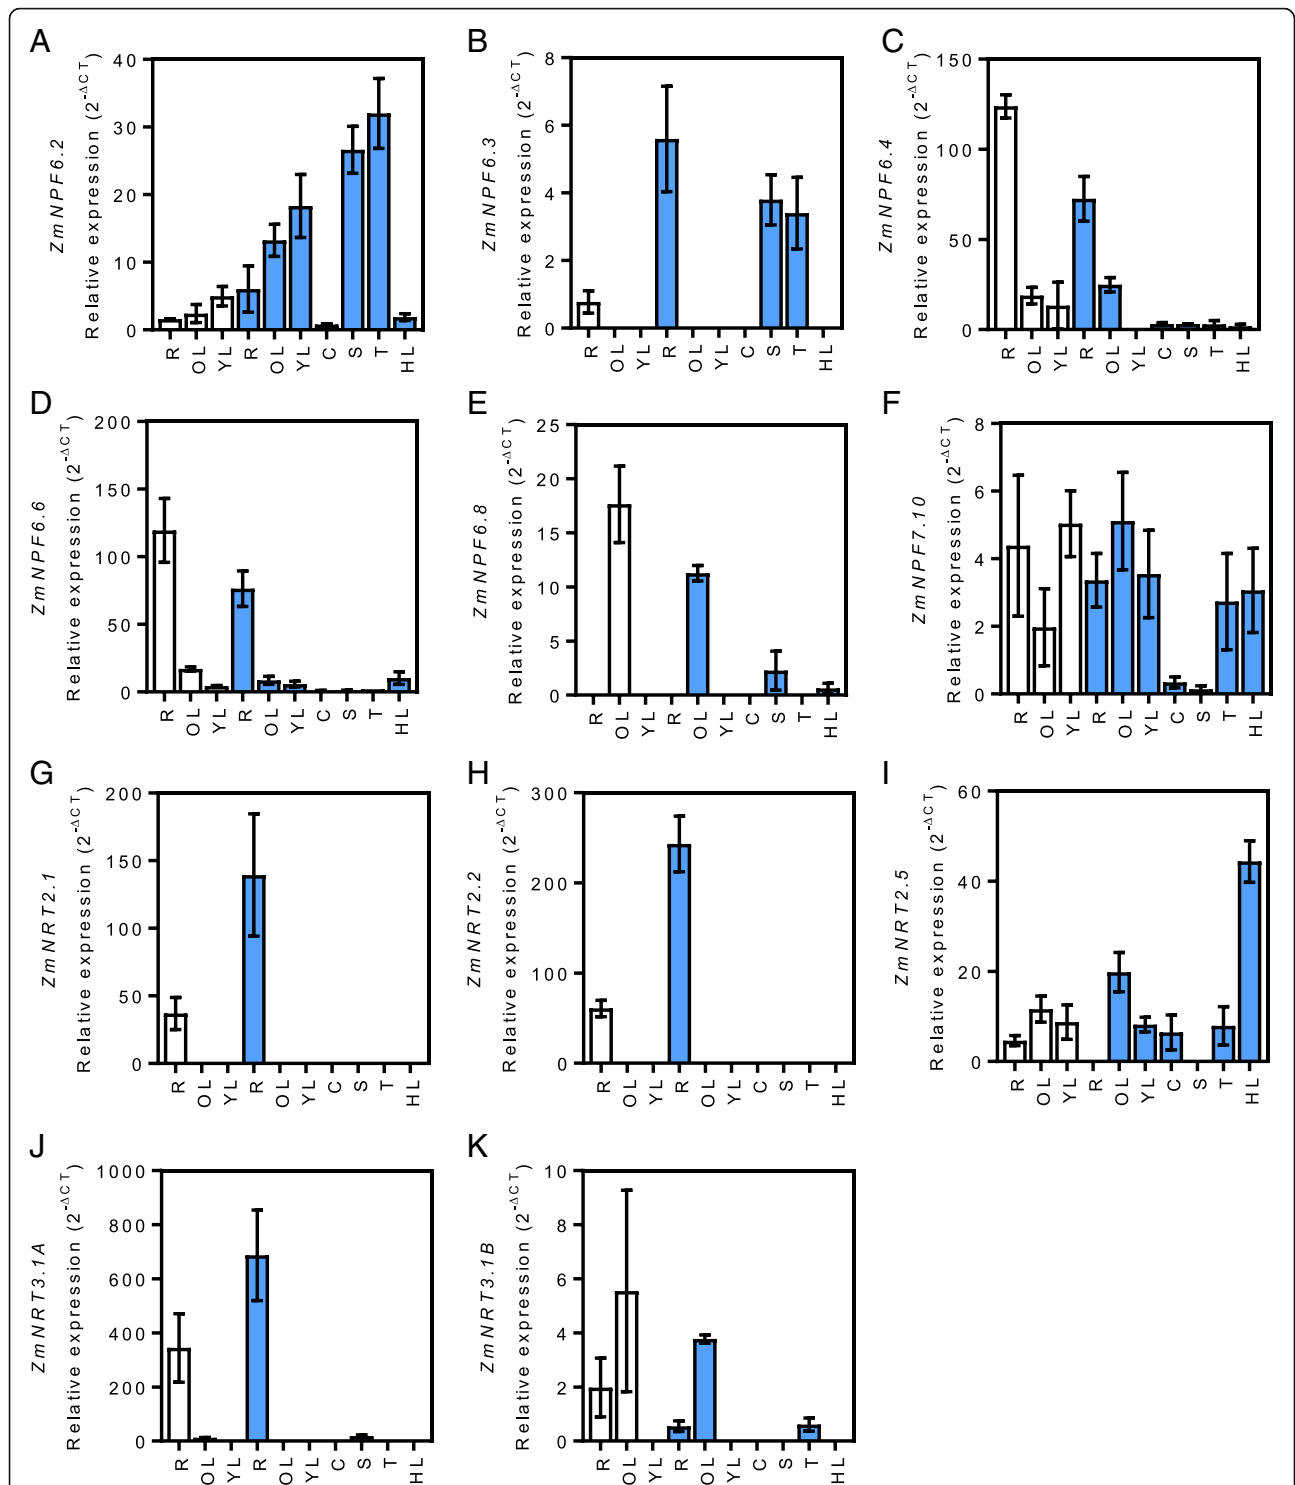 A
ZmNPF6.2
Relative expression (2^-ΔCT)
40
30
20
10
0
R OL YL R OL YL C S T HL
B
ZmNPF6.3
Relative expression (2^-ΔCT)
8
6
4
2
0
R OL YL R OL YL C S T HL
C
ZmNPF6.4
Relative expression (2^-ΔCT)
150
100
50
0
R OL YL R OL YL C S T HL
D
ZmNPF6.6
Relative expression (2^-ΔCT)
200
150
100
50
0
R OL YL R OL YL C S T HL
E
ZmNPF6.8
Relative expression (2^-ΔCT)
25
20
15
10
5
0
R OL YL R OL YL C S T HL
F
ZmNPF7.10
Relative expression (2^-ΔCT)
8
6
4
2
0
R OL YL R OL YL C S T HL
G
ZmNRT2.1
Relative expression (2^-ΔCT)
200
150
100
50
0
R OL YL R OL YL C S T HL
H
ZmNRT2.2
Relative expression (2^-ΔCT)
300
200
100
0
R OL YL R OL YL C S T HL
I
ZmNRT2.5
Relative expression (2^-ΔCT)
60
40
20
0
R OL YL R OL YL C S T HL
J
ZmNRT3.1A
Relative expression (2^-ΔCT)
1000
800
600
400
200
0
R OL YL R OL YL C S T HL
K
ZmNRT3.1B
Relative expression (2^-ΔCT)
10
8
6
4
2
0
R OL YL R OL YL C S T HL